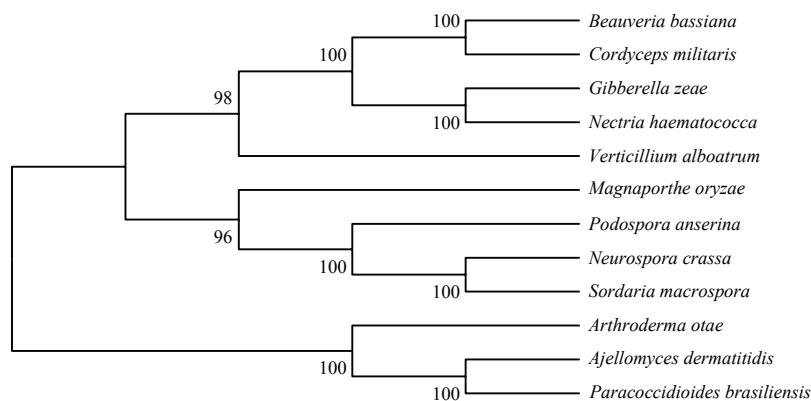 100 Beauveria bassiana
100 Cordyceps militaris
98 Gibberella zeae
100 Nectria haematococca
Verticillium alboatrum
Magnaporthe oryzae
96 Podospora anserina
100 Neurospora crassa
100 Sordaria macrospora
Arthroderma otae
100 Ajellomyces dermatitidis
100 Paracoccidioides brasiliensis